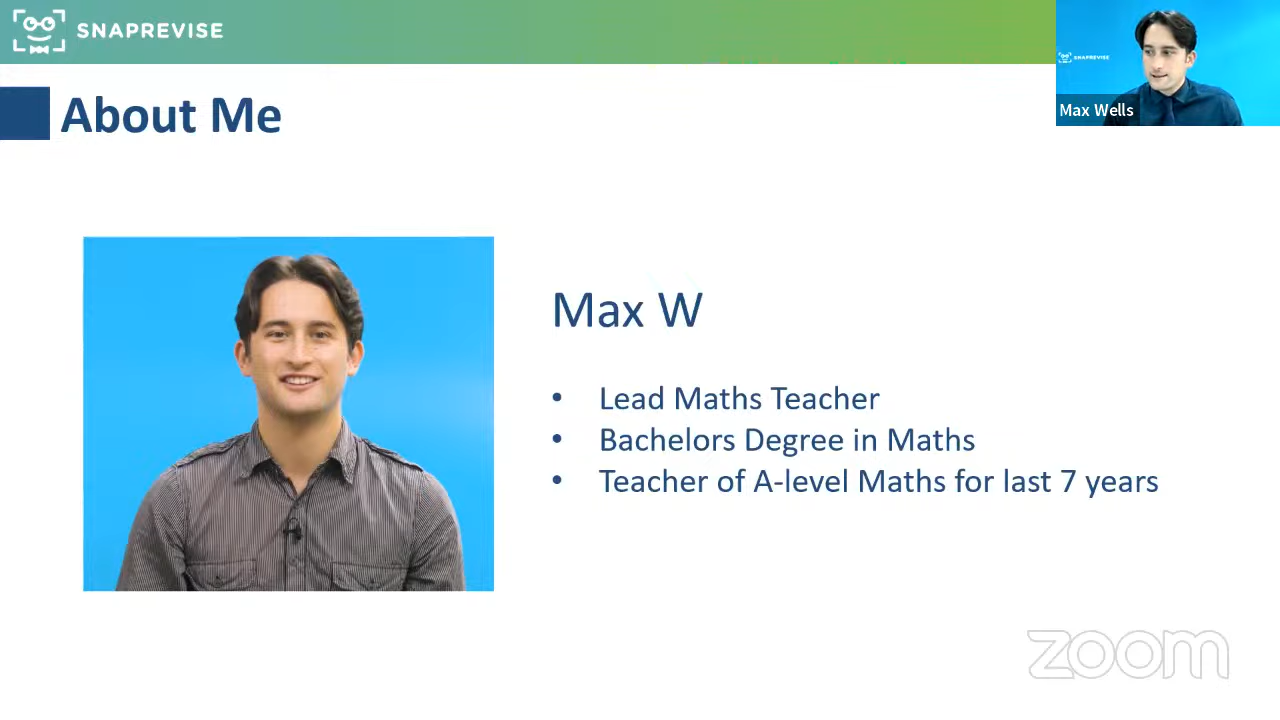 SNAPREVISE
SNAPREVISE
Max Wells
About Me
Max W
• Lead Maths Teacher
• Bachelors Degree in Maths
• Teacher of A-level Maths for last 7 years
zoom